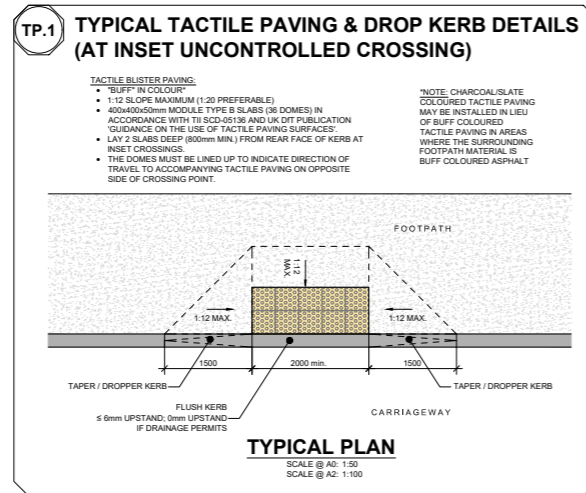 TP.1
TYPICAL TACTILE PAVING & DROP KERB DETAILS
(AT INSET UNCONTROLLED CROSSING)
TACTILE BLISTER PAVING:
• "BUFF" IN COLOUR*
• 1:12 SLOPE MAXIMUM (1:20 PREFERABLE)
• 400x400x50mm MODULE TYPE B SLABS (36 DOMES) IN
ACCORDANCE WITH TII SCD-05136 AND UK DfT PUBLICATION
'GUIDANCE ON THE USE OF TACTILE PAVING SURFACES'.
• LAY 2 SLABS DEEP (800mm MIN.) FROM REAR FACE OF KERB AT
INSET CROSSINGS.
• THE DOMES MUST BE LINED UP TO INDICATE DIRECTION OF
TRAVEL TO ACCOMPANYING TACTILE PAVING ON OPPOSITE
SIDE OF CROSSING POINT.
*NOTE: CHARCOAL/SLATE
COLOURED TACTILE PAVING
MAY BE INSTALLED IN LIEU
OF BUFF COLOURED
TACTILE PAVING IN AREAS
WHERE THE SURROUNDING
FOOTPATH MATERIAL IS
BUFF COLOURED ASPHALT
FOOTPATH
1:12
MAX.
1:12 MAX.
1:12 MAX.
1500
2000 min.
1500
TAPER / DROPPER KERB
TAPER / DROPPER KERB
FLUSH KERB
≤ 6mm UPSTAND; 0mm UPSTAND
IF DRAINAGE PERMITS
CARRIAGEWAY
TYPICAL PLAN
SCALE @ A0: 1:50
SCALE @ A2: 1:100